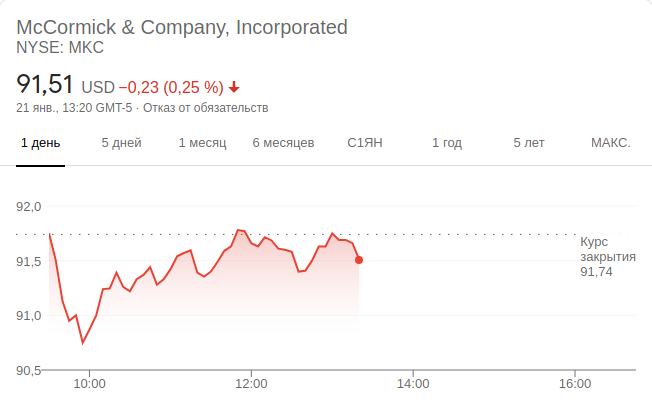 McCormick & Company, Incorporated
NYSE: MKC
91,51 USD −0,23 (0,25 %)
21 янв., 13:20 GMT-5 · Отказ от обязательств
1 день 5 дней 1 месяц 6 месяцев С1ЯН 1 год 5 лет МАКС.
92,0
Курс
закрытия
91,74
91,5
91,0
90,5
10:00 12:00 14:00 16:00